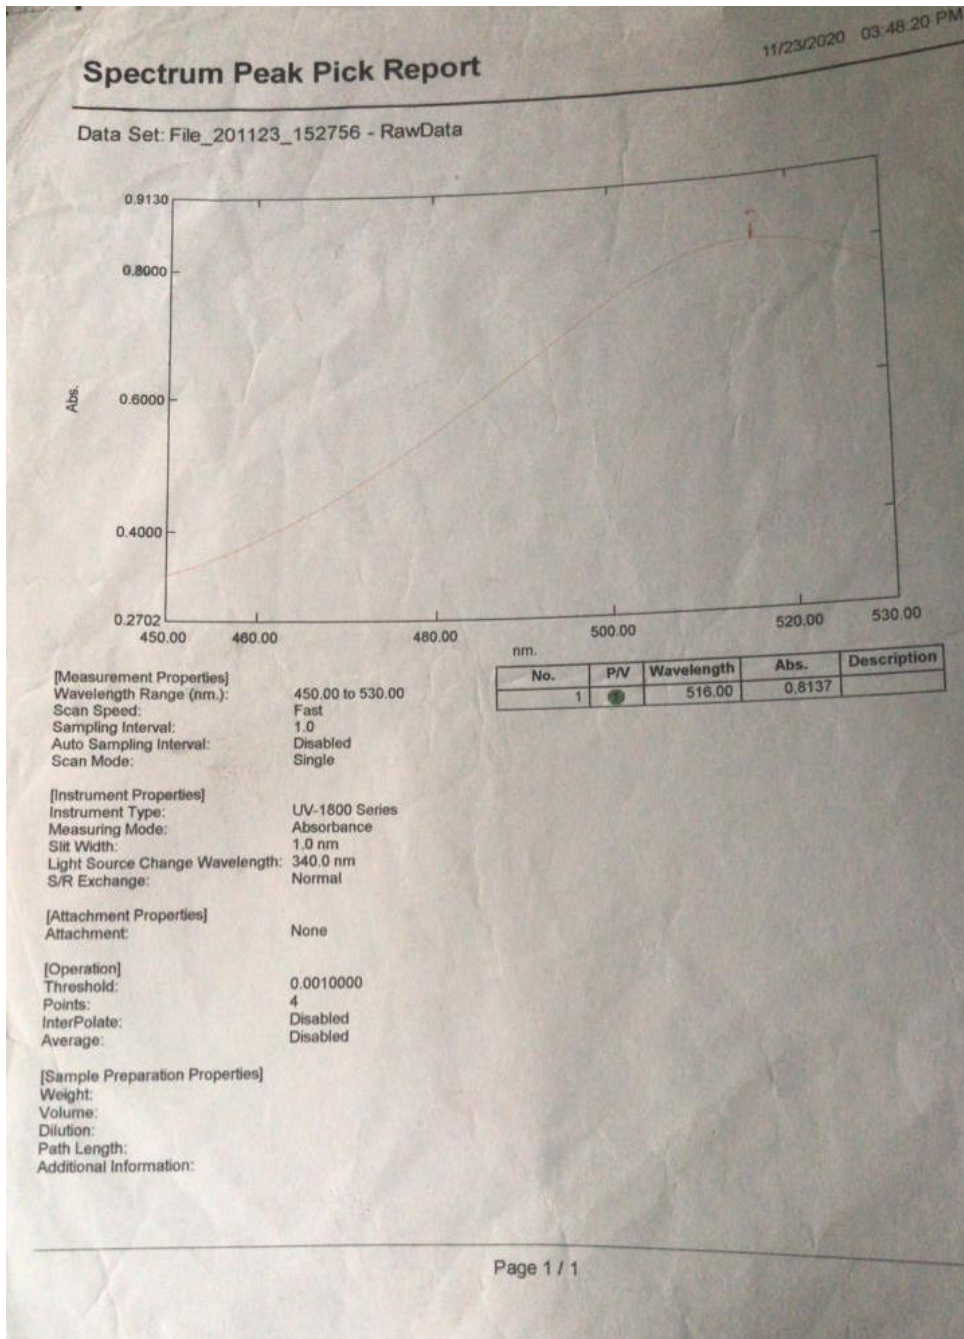 11/23/2020 03:48:20 PM
Spectrum Peak Pick Report
Data Set: File_201123_152756 - RawData
0.9130
0.8000
0.6000
0.4000
0.2702
Abs.
1
450.00 460.00 480.00 500.00 520.00 530.00
nm.
No. P/V Wavelength Abs. Description
1 516.00 0.8137
[Measurement Properties]
Wavelength Range (nm.): 450.00 to 530.00
Scan Speed: Fast
Sampling Interval: 1.0
Auto Sampling Interval: Disabled
Scan Mode: Single
[Instrument Properties]
Instrument Type: UV-1800 Series
Measuring Mode: Absorbance
Slit Width: 1.0 nm
Light Source Change Wavelength: 340.0 nm
S/R Exchange: Normal
[Attachment Properties]
Attachment: None
[Operation]
Threshold: 0.0010000
Points: 4
InterPolate: Disabled
Average: Disabled
[Sample Preparation Properties]
Weight:
Volume:
Dilution:
Path Length:
Additional Information:
Page 1 / 1